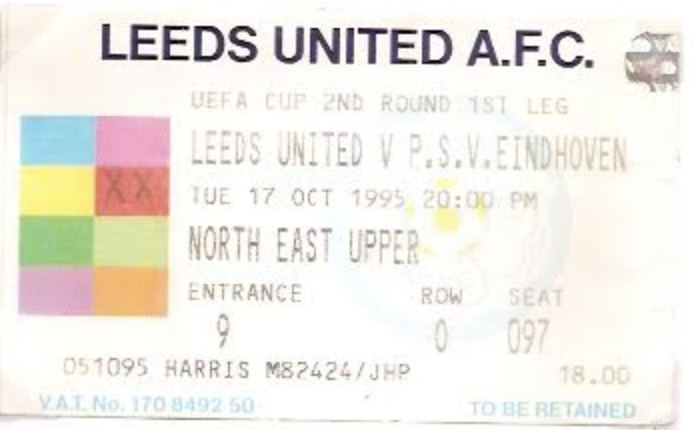 LEEDS UNITED A.F.C.
UEFA CUP 2ND ROUND 1ST LEG
LEEDS UNITED V P.S.V.EINDHOVEN
XX
TUE 17 OCT 1995 20:00 PM
NORTH EAST UPPER
ENTRANCE ROW SEAT
9 0 097
051095 HARRIS M82424/JHP 18.00
V.A.T. No. 170 8492 50 TO BE RETAINED